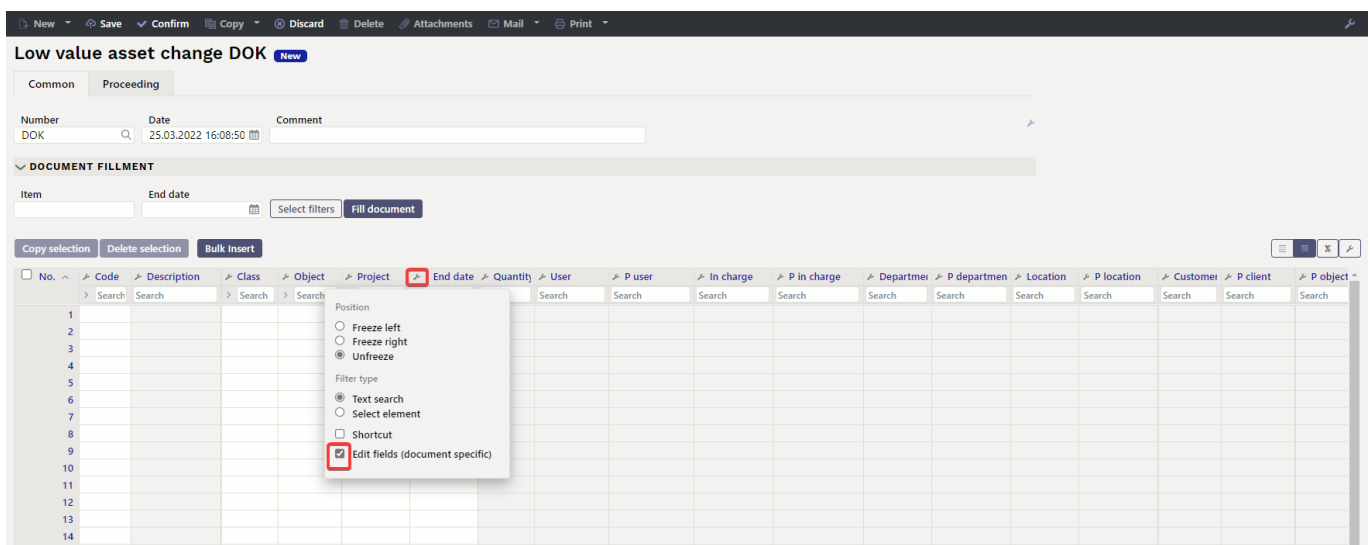 New Save Confirm Copy Discard Delete Attachments Mail Print
Low value asset change DOK New
Common Proceeding
Number Date Comment
DOK 25.03.2022 16:08:50
DOCUMENT FILLMENT
Item End date
Select filters Fill document
Copy selection Delete selection Bulk Insert
No. Code Description Class Object Project End date Quantity User P user In charge P in charge Departmer P departmen Location P location Customer P client P object
Search Search Search Search Search Search Search Search Search Search Search Search Search Search Search
1
Position
2
Freeze left
3
Freeze right
Unfreeze
4
5
Filter type
6
Text search
7
Select element
8
Shortcut
9
Edit fields (document specific)
10
11
12
13
14